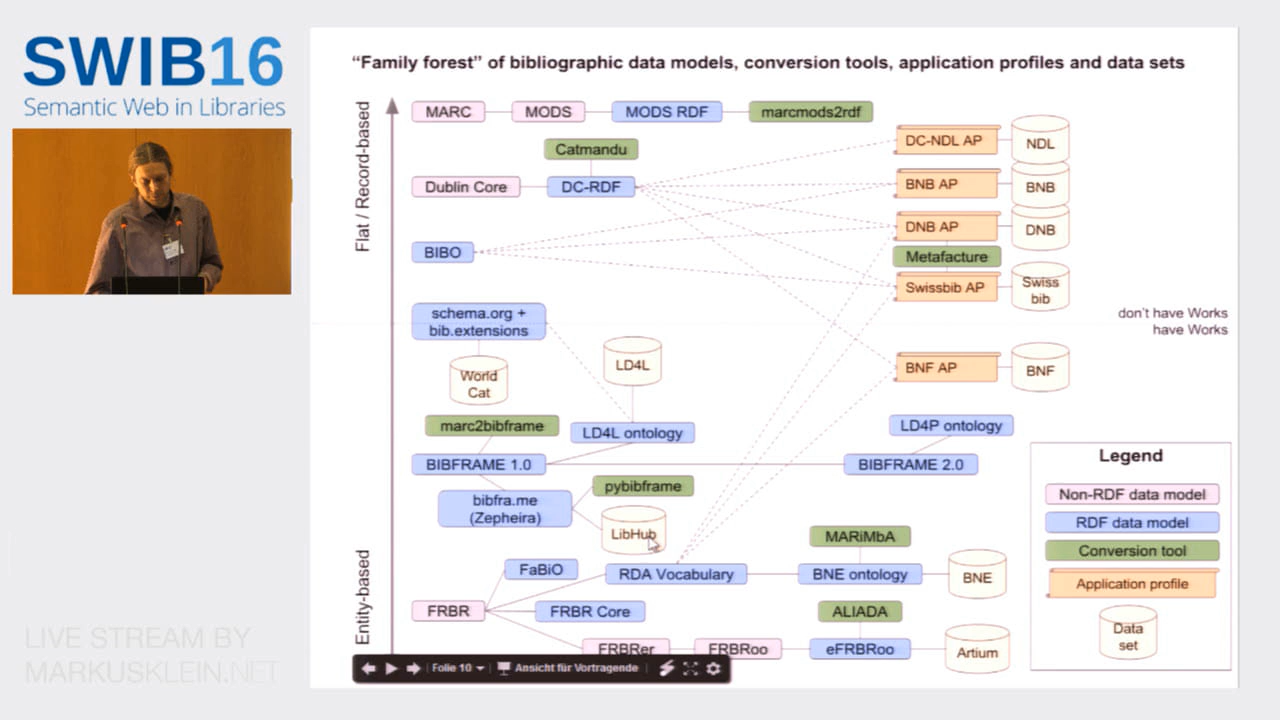 SWIB16
Semantic Web in Libraries
“Family forest” of bibliographic data models, conversion tools, application profiles and data sets
Flat / Record-based
MARC
MODS
MODS RDF
marcmods2rdf
Catmandu
Dublin Core
DC-RDF
BIBO
DC-NDL AP
NDL
BNB AP
BNB
DNB AP
DNB
Metafacture
Swissbib AP
Swiss
bib
don't have Works
have Works
schema.org +
bib.extensions
World
Cat
LD4L
BNF AP
BNF
marc2bibframe
LD4L ontology
LD4P ontology
BIBFRAME 1.0
BIBFRAME 2.0
bibfra.me
(Zepheira)
pybibframe
LibHub
Entity-based
MARiMbA
FaBiO
RDA Vocabulary
BNE ontology
BNE
FRBR
FRBR Core
ALIADA
FRBRer
FRBRoo
eFRBRoo
Artium
Legend
Non-RDF data model
RDF data model
Conversion tool
Application profile
Data
set
Folie 10
Ansicht für Vortragende
LIVE STREAM BY
MARKUSKLEIN.NET